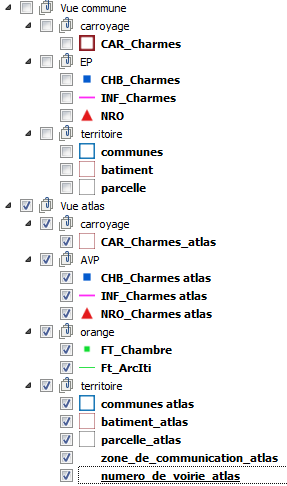 Vue commune
carroyage
CAR_Charmes
EP
CHB_Charmes
INF_Charmes
NRO
territoire
communes
batiment
parcelle
Vue atlas
carroyage
CAR_Charmes_atlas
AVP
CHB_Charmes atlas
INF_Charmes atlas
NRO_Charmes atlas
orange
FT_Chambre
Ft_ArcIti
territoire
communes atlas
batiment_atlas
parcelle_atlas
zone_de_communication_atlas
numero_de_voirie_atlas